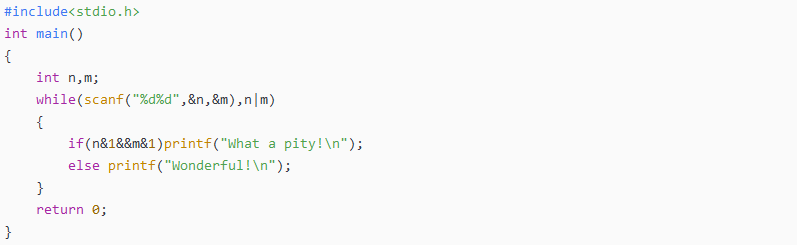 #include<stdio.h>
int main()
{
    int n,m;
    while(scanf("%d%d",&n,&m),n|m)
    {
        if(n&1&&m&1)printf("What a pity!\n");
        else printf("Wonderful!\n");
    }
    return 0;
}